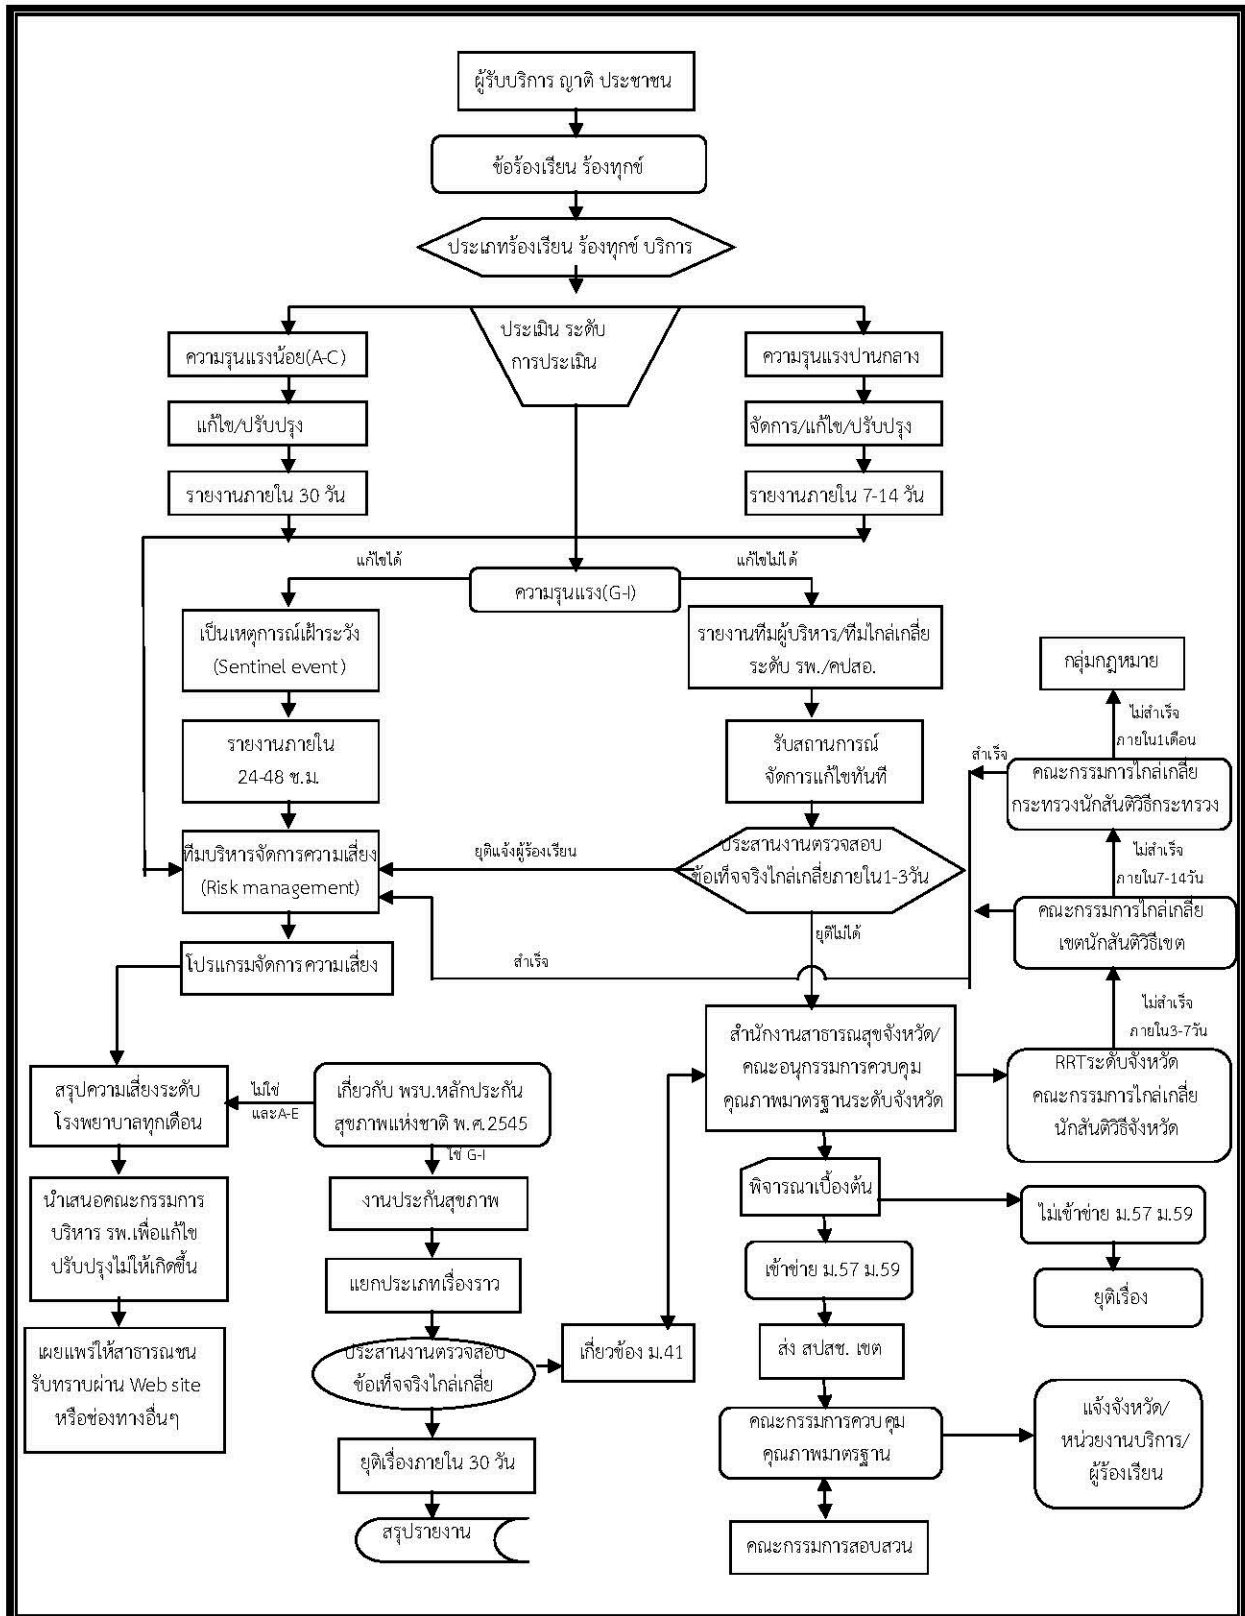 ผู้รับบริการ ญาติ ประชาชน
ข้อร้องเรียน ร้องทุกข์
ประเภทร้องเรียน ร้องทุกข์ บริการ
ประเมิน ระดับ
การประเมิน
ความรุนแรงน้อย(A-C)
ความรุนแรงปานกลาง
แก้ไข/ปรับปรุง
จัดการ/แก้ไข/ปรับปรุง
รายงานภายใน 30 วัน
รายงานภายใน 7-14 วัน
แก้ไขได้
แก้ไขไม่ได้
ความรุนแรง(G-I)
เป็นเหตุการณ์เฝ้าระวัง
(Sentinel event)
รายงานทีมผู้บริหาร/ทีมไกล่เกลี่ย
ระดับ รพ./คปสอ.
กลุ่มกฎหมาย
รายงานภายใน
24-48 ช.ม.
รับสถานการณ์
จัดการแก้ไขทันที
ไม่สำเร็จ
ภายใน1เดือน
สำเร็จ
คณะกรรมการไกล่เกลี่ย
กระทรวงนักสันติวิธีกระทรวง
ทีมบริหารจัดการความเสี่ยง
(Risk management)
ยุติแจ้งผู้ร้องเรียน
ประสานงานตรวจสอบ
ข้อเท็จจริงไกล่เกลี่ยภายใน1-3วัน
ไม่สำเร็จ
ภายใน7-14วัน
คณะกรรมการไกล่เกลี่ย
เขตนักสันติวิธีเขต
ยุติไม่ได้
โปรแกรมจัดการความเสี่ยง
สำเร็จ
ไม่สำเร็จ
ภายใน3-7วัน
สำนักงานสาธารณสุขจังหวัด/
คณะอนุกรรมการควบคุม
คุณภาพมาตรฐานระดับจังหวัด
RRTระดับจังหวัด
คณะกรรมการไกล่เกลี่ย
นักสันติวิธีจังหวัด
สรุปความเสี่ยงระดับ
โรงพยาบาลทุกเดือน
ไม่ใช่
และA-E
เกี่ยวกับ พรบ.หลักประกัน
สุขภาพแห่งชาติ พ.ศ.2545
ใช่ G-I
นำเสนอคณะกรรมการ
บริหาร รพ.เพื่อแก้ไข
ปรับปรุงไม่ให้เกิดขึ้น
งานประกันสุขภาพ
พิจารณาเบื้องต้น
ไม่เข้าข่าย ม.57 ม.59
แยกประเภทเรื่องราว
เข้าข่าย ม.57 ม.59
ยุติเรื่อง
เผยแพร่ให้สาธารณชน
รับทราบผ่าน Web site
หรือช่องทางอื่นๆ
ประสานงานตรวจสอบ
ข้อเท็จจริงไกล่เกลี่ย
เกี่ยวข้อง ม.41
ส่ง สปสช. เขต
ยุติเรื่องภายใน 30 วัน
คณะกรรมการควบคุม
คุณภาพมาตรฐาน
แจ้งจังหวัด/
หน่วยงานบริการ/
ผู้ร้องเรียน
สรุปรายงาน
คณะกรรมการสอบสวน